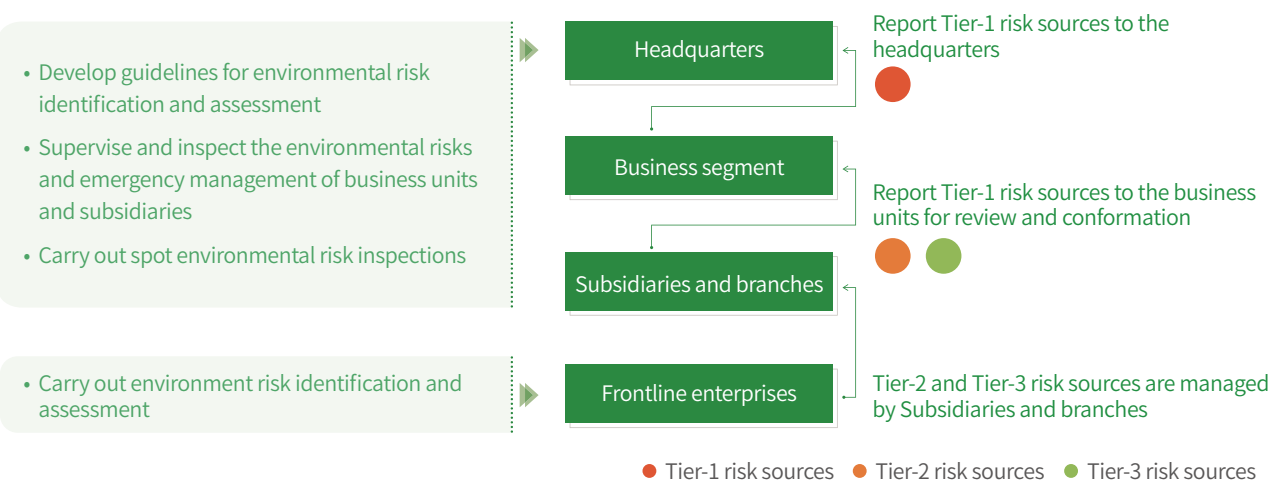 • Develop guidelines for environmental risk
identification and assessment
• Supervise and inspect the environmental risks
and emergency management of business units
and subsidiaries
• Carry out spot environmental risk inspections
• Carry out environment risk identification and
assessment
Headquarters
Business segment
Subsidiaries and branches
Frontline enterprises
Report Tier-1 risk sources to the
headquarters
Report Tier-1 risk sources to the business
units for review and conformation
Tier-2 and Tier-3 risk sources are managed
by Subsidiaries and branches
Tier-1 risk sources
Tier-2 risk sources
Tier-3 risk sources